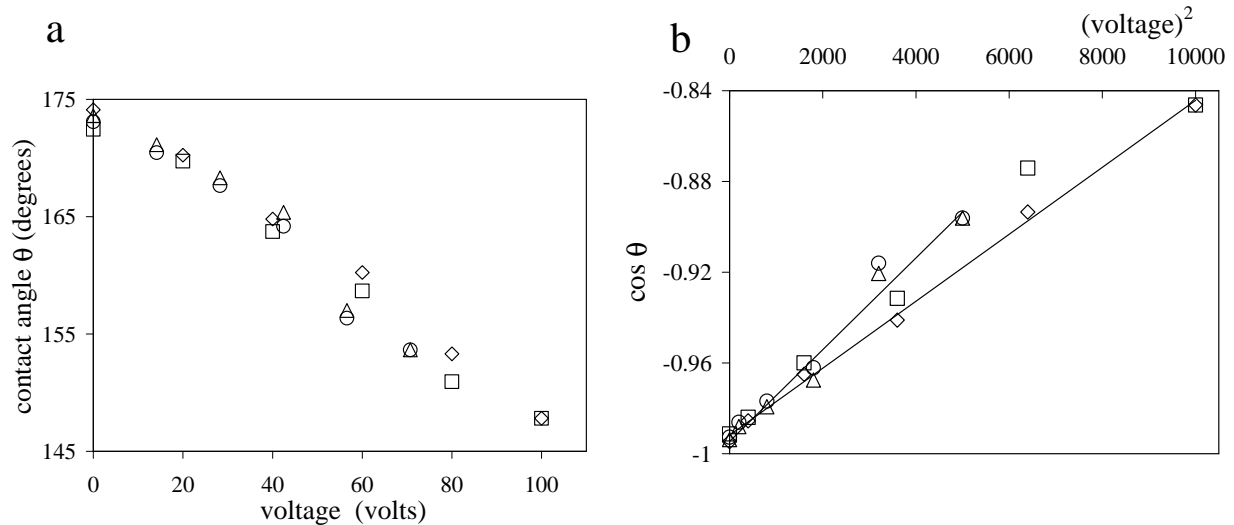 a
175
165
155
145
contact angle θ (degrees)
0 20 40 60 80 100
voltage (volts)
b
(voltage)2
0 2000 4000 6000 8000 10000
-0.84
-0.88
-0.92
-0.96
-1
cos θ